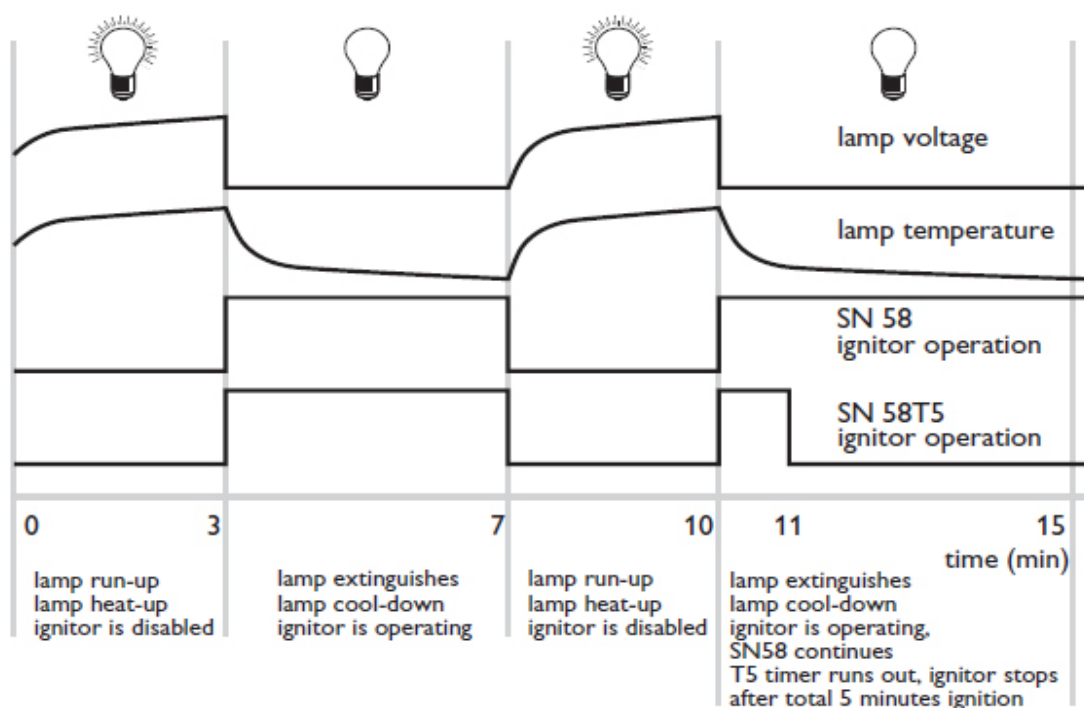 lamp voltage
lamp temperature
SN 58
ignitor operation
SN 58T5
ignitor operation
0
3
7
10
11
15
time (min)
lamp run-up
lamp heat-up
ignitor is disabled
lamp extinguishes
lamp cool-down
ignitor is operating
lamp run-up
lamp heat-up
ignitor is disabled
lamp extinguishes
lamp cool-down
ignitor is operating,
SN58 continues
T5 timer runs out, ignitor stops
after total 5 minutes ignition